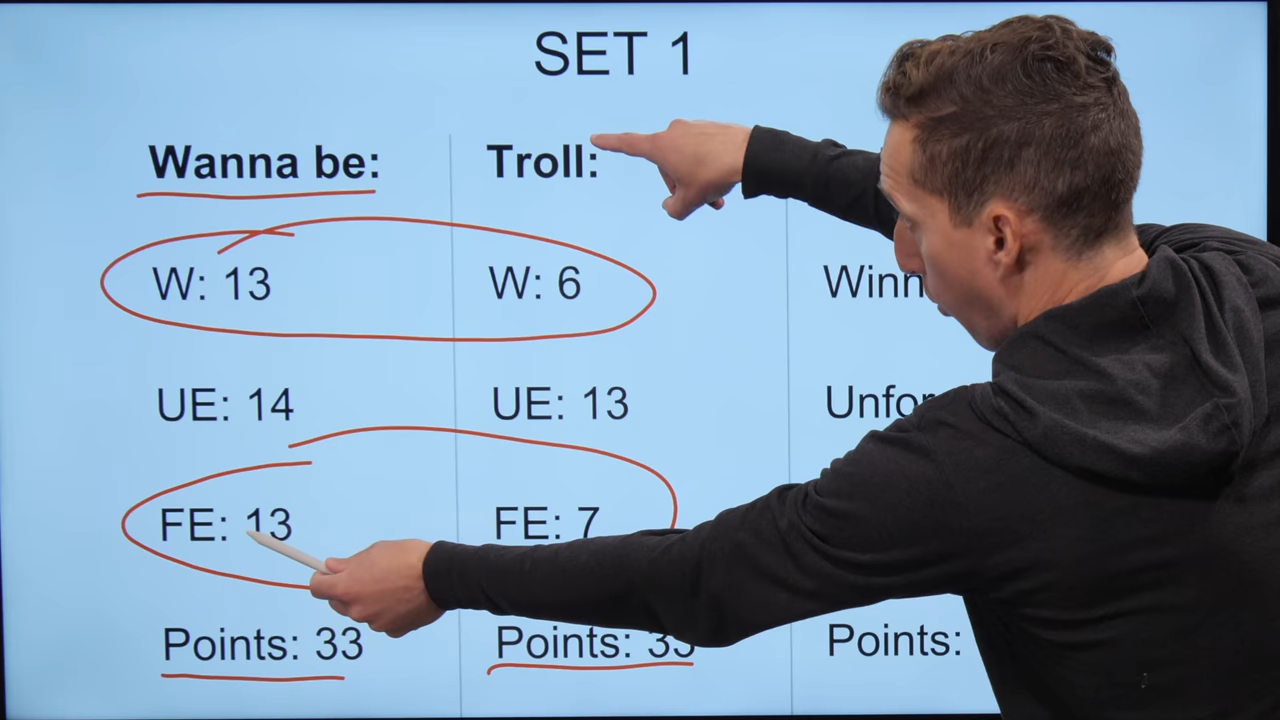 SET 1
Wanna be: Troll:
W: 13 W: 6 Winn
UE: 14 UE: 13 Unfor
FE: 13 FE: 7
Points: 33 Points: Points: